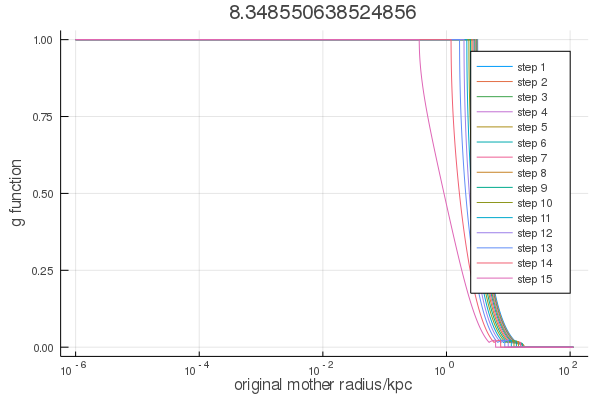 8.348550638524856
g function
1.00
0.75
0.50
0.25
0.00
step 1
step 2
step 3
step 4
step 5
step 6
step 7
step 8
step 9
step 10
step 11
step 12
step 13
step 14
step 15
10^-6 10^-4 10^-2 10^0 10^2
original mother radius/kpc